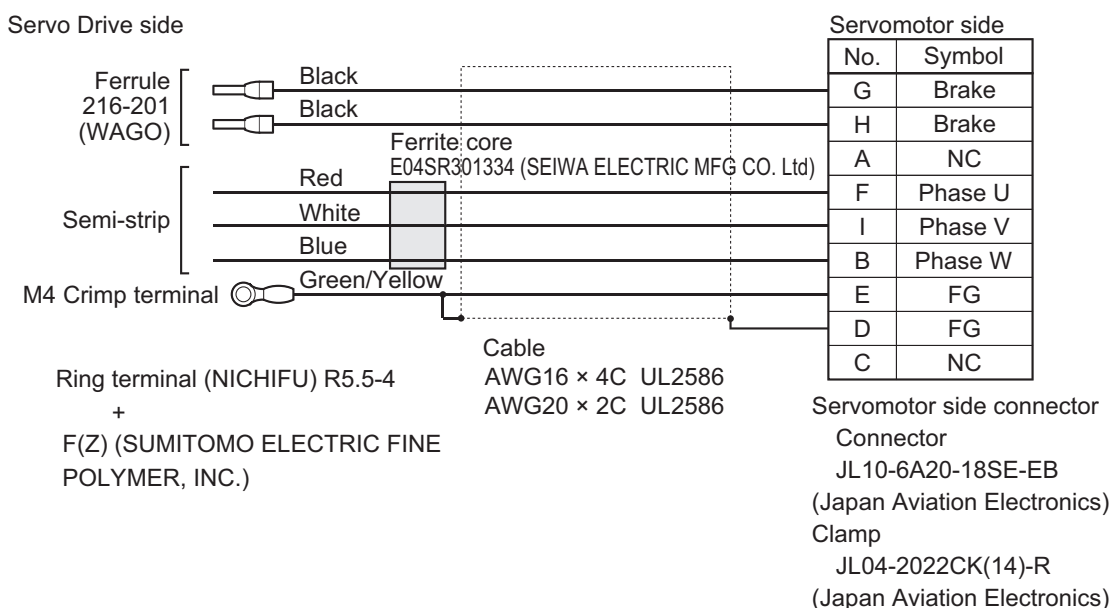 Servo Drive side
Servomotor side
No. Symbol
Ferrule
216-201
(WAGO)
Black
G Brake
Black
H Brake
Ferrite core
E04SR301334 (SEIWA ELECTRIC MFG CO. Ltd)
A NC
Semi-strip
Red
F Phase U
White
I Phase V
Blue
B Phase W
M4 Crimp terminal
Green/Yellow
E FG
D FG
C NC
Cable
AWG16 × 4C UL2586
AWG20 × 2C UL2586
Ring terminal (NICHIFU) R5.5-4
+
F(Z) (SUMITOMO ELECTRIC FINE
POLYMER, INC.)
Servomotor side connector
Connector
JL10-6A20-18SE-EB
(Japan Aviation Electronics)
Clamp
JL04-2022CK(14)-R
(Japan Aviation Electronics)